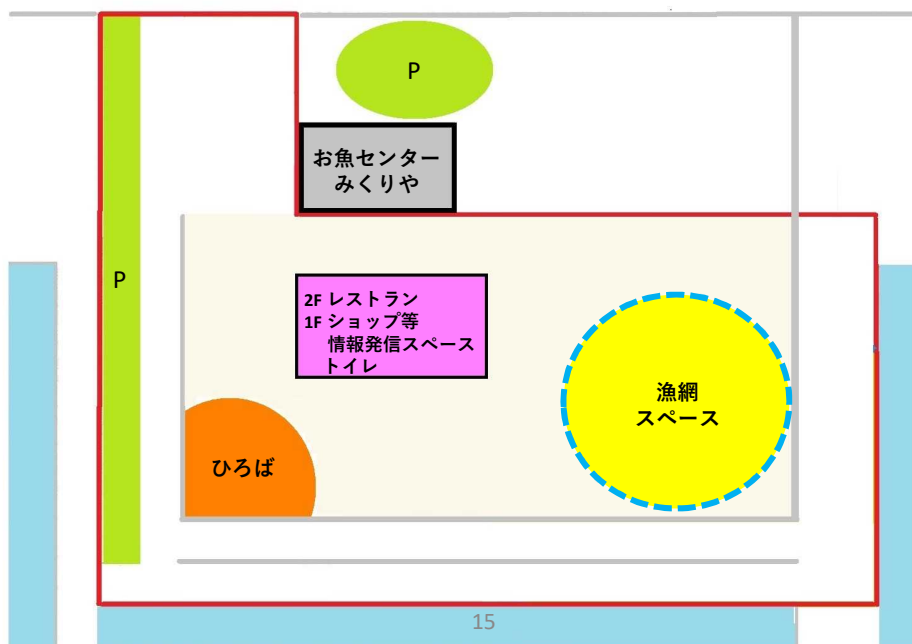 P
お魚センター
みくりや
P
2F レストラン
1F ショップ等
情報発信スペース
トイレ
漁網
スペース
ひろば
15